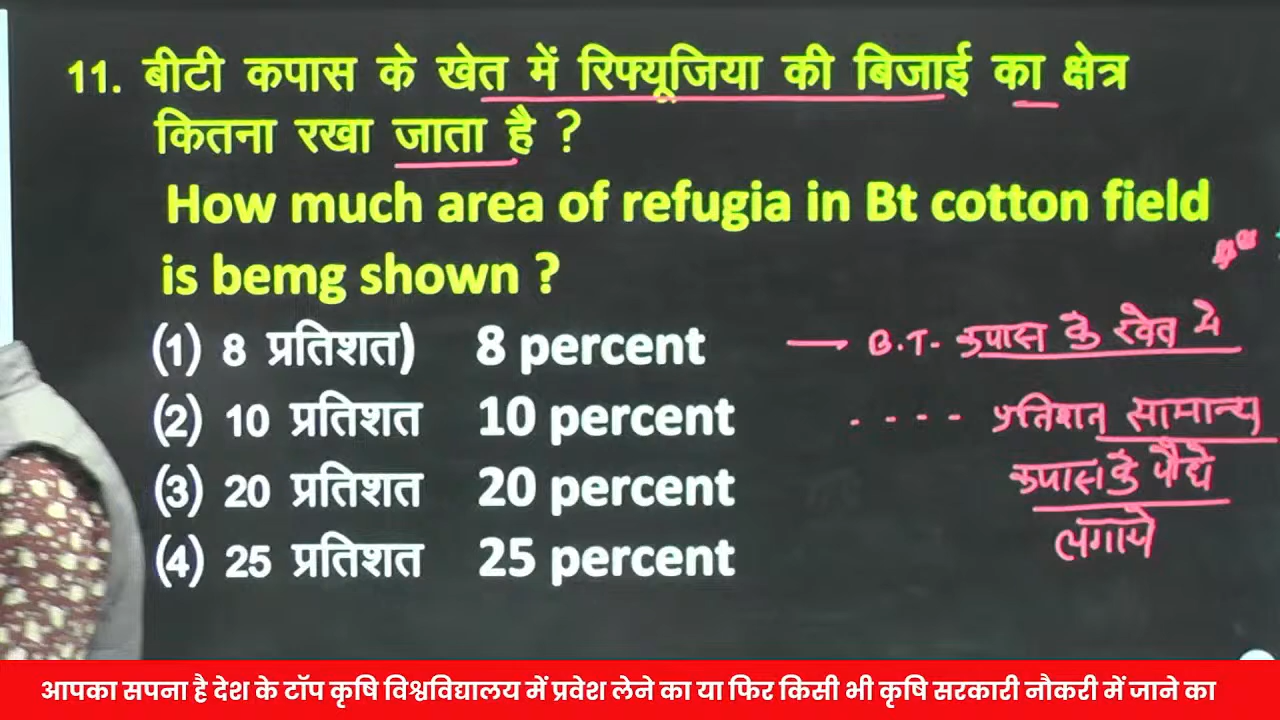 11. बीटी कपास के खेत में रिफ्यूजिया की बिजाई का क्षेत्र
कितना रखा जाता है ?
How much area of refugia in Bt cotton field
is bemg shown ?
(1) 8 प्रतिशत) 8 percent
(2) 10 प्रतिशत 10 percent
(3) 20 प्रतिशत 20 percent
(4) 25 प्रतिशत 25 percent
B.T- कपास के खेत मे
.... प्रतिशत सामान्य
कपास के पौधे
लगाये
आपका सपना है देश के टॉप कृषि विश्वविद्यालय में प्रवेश लेने का या फिर किसी भी कृषि सरकारी नौकरी में जाने का